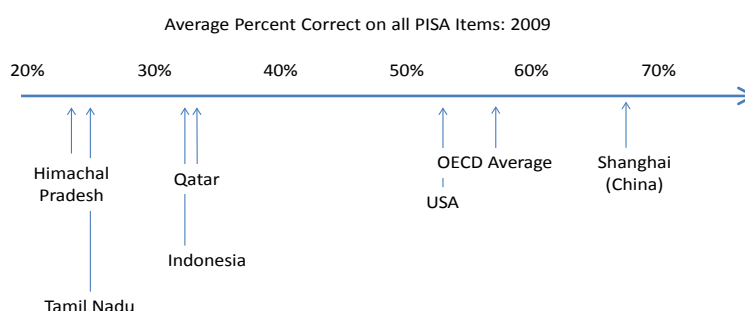 Average Percent Correct on all PISA Items: 2009
20% 30% 40% 50% 60% 70%
Himachal
Pradesh
Qatar
OECD Average
Shanghai
(China)
USA
Indonesia
Tamil Nadu